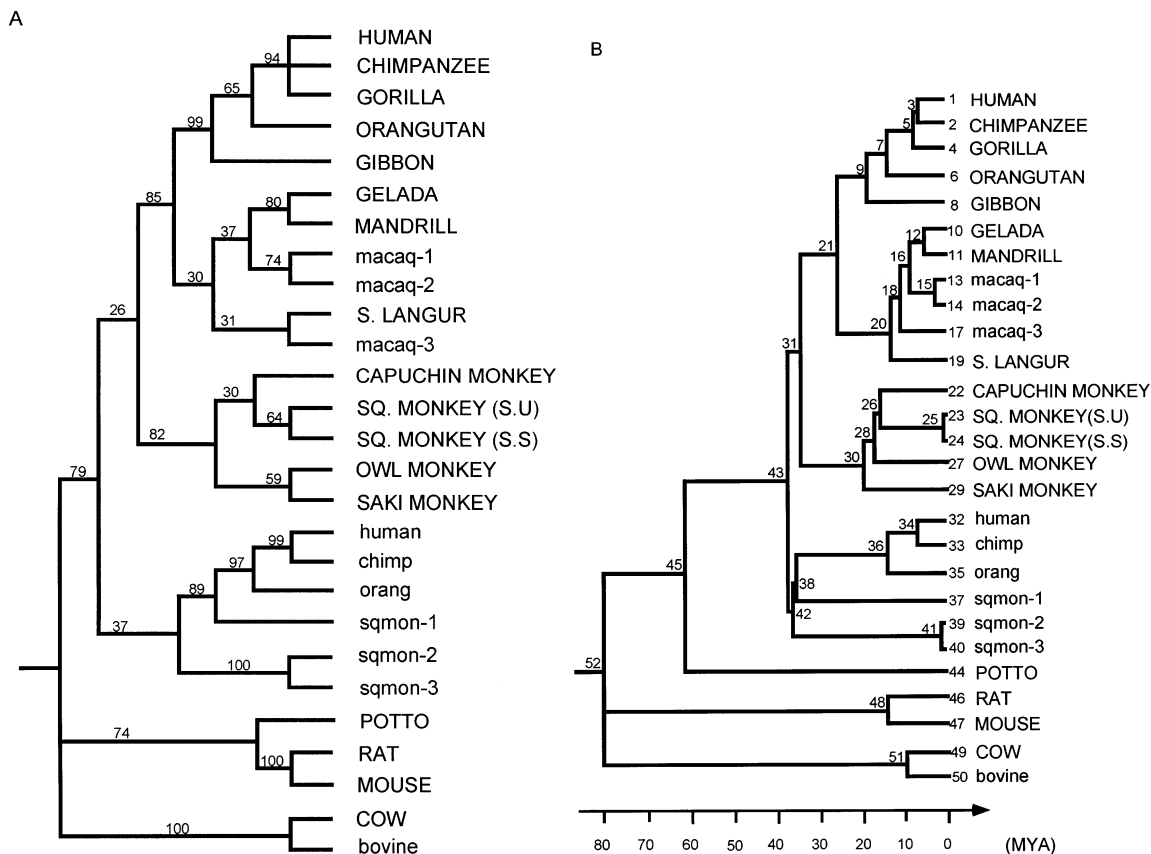 A
HUMAN
94
CHIMPANZEE
65
GORILLA
99
ORANGUTAN
GIBBON
85
80
GELADA
37
MANDRILL
74
macaq-1
30
macaq-2
26
31
S. LANGUR
macaq-3
30
CAPUCHIN MONKEY
64
SQ. MONKEY (S.U)
82
SQ. MONKEY (S.S)
79
59
OWL MONKEY
SAKI MONKEY
99
human
97
chimp
89
orang
37
sqmon-1
100
sqmon-2
sqmon-3
74
POTTO
100
RAT
MOUSE
100
COW
bovine
B
3
1 HUMAN
5
2 CHIMPANZEE
7
4 GORILLA
9
6 ORANGUTAN
8 GIBBON
21
12
10 GELADA
16
11 MANDRILL
15
13 macaq-1
18
14 macaq-2
20
17 macaq-3
31
19 S. LANGUR
26
22 CAPUCHIN MONKEY
28
25
23 SQ. MONKEY(S.U)
24 SQ. MONKEY(S.S)
30
27 OWL MONKEY
43
29 SAKI MONKEY
34
32 human
36
33 chimp
45
38
35 orang
42
37 sqmon-1
41
39 sqmon-2
40 sqmon-3
52
44 POTTO
48
46 RAT
47 MOUSE
51
49 COW
50 bovine
80 70 60 50 40 30 20 10 0 (MYA)